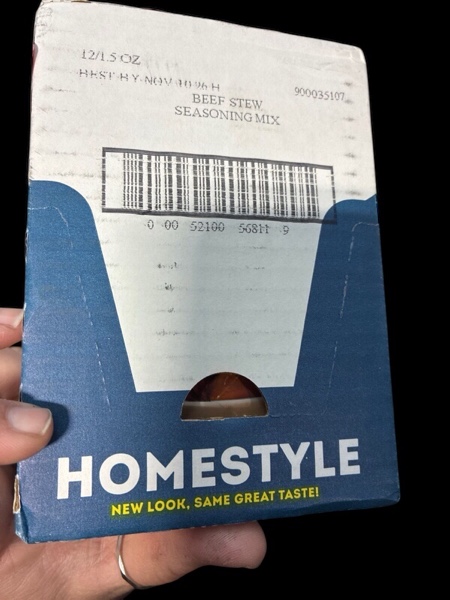 12/1.5 OZ
BEST BY NOV 10 26 H
900035107
BEEF STEW
SEASONING MIX
0 00 52100 56811 9
HOMESTYLE
NEW LOOK, SAME GREAT TASTE!